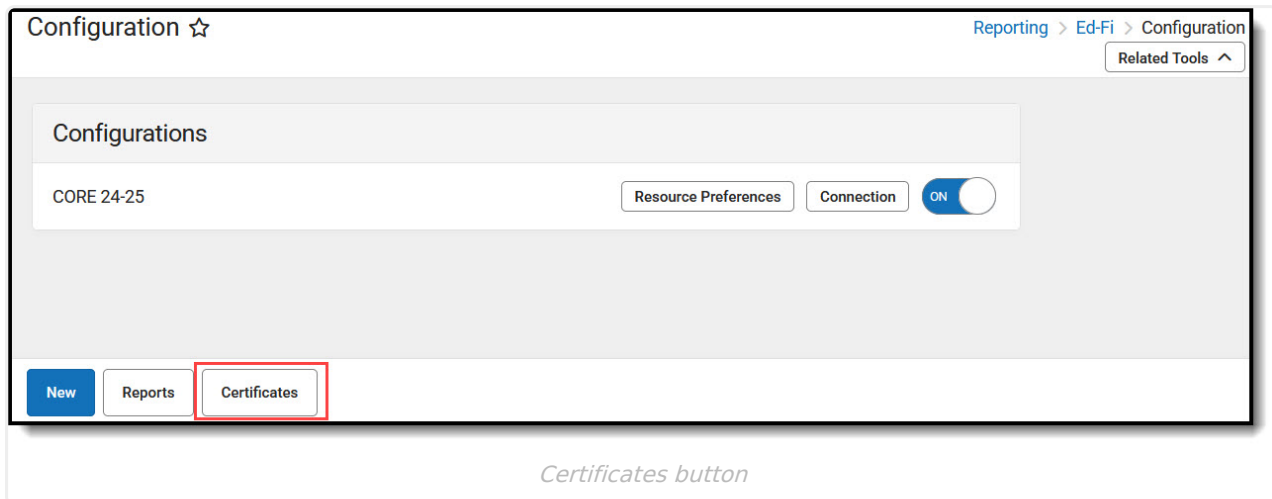 Configuration
Reporting > Ed-Fi > Configuration
Related Tools
Configurations
CORE 24-25
Resource Preferences
Connection
ON
New
Reports
Certificates
Certificates button